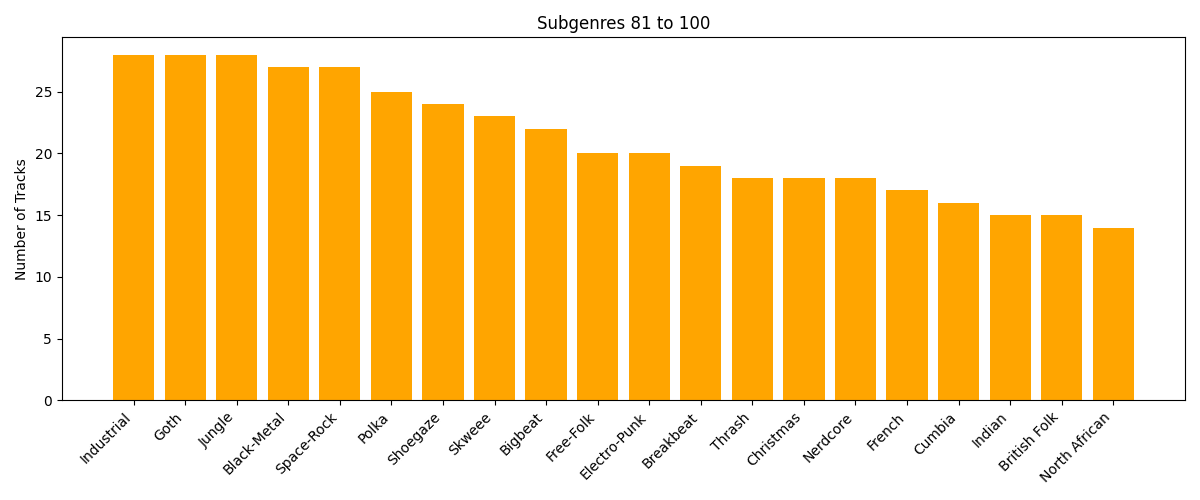 Subgenres 81 to 100
Number of Tracks
25
20
15
10
5
0
Industrial
Goth
Jungle
Black-Metal
Space-Rock
Polka
Shoegaze
Skweee
Bigbeat
Free-Folk
Electro-Punk
Breakbeat
Thrash
Christmas
Nerdcore
French
Cumbia
Indian
British Folk
North African